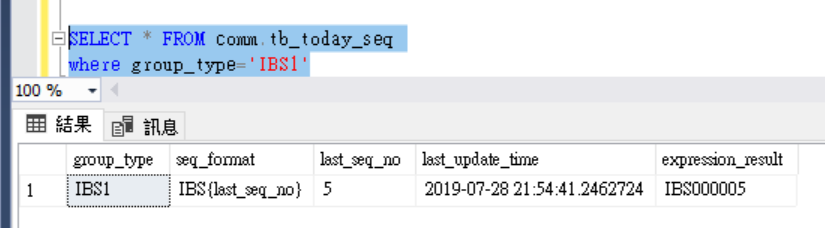 SELECT * FROM comm.tb_today_seq
where group_type='IBS1'
100 %
結果 訊息
group_type seq_format last_seq_no last_update_time expression_result
1 IBS1 IBS{last_seq_no} 5 2019-07-28 21:54:41.2462724 IBS000005